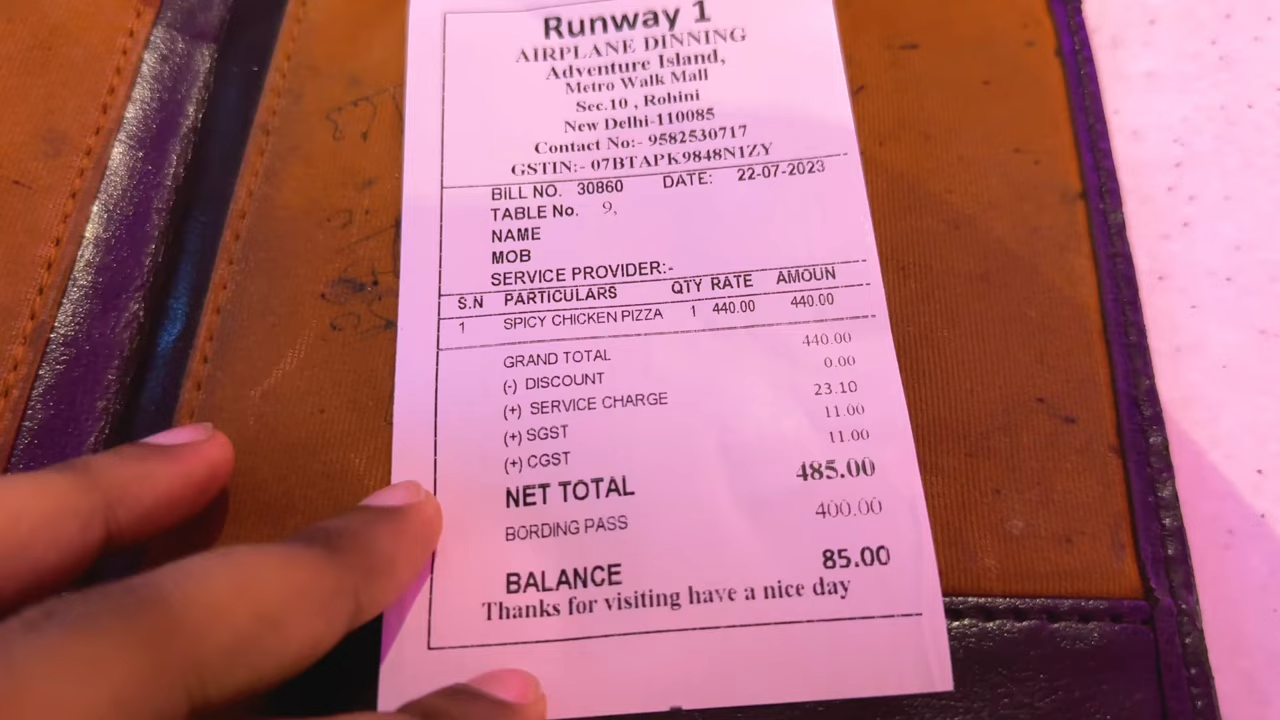 Runway 1
AIRPLANE DINNING
Adventure Island,
Metro Walk Mall
Sec.10 , Rohini
New Delhi-110085
Contact No:- 9582530717
GSTIN:- 07BTAPK9848N1ZY
BILL NO. 30860 DATE: 22-07-2023
TABLE No. 9,
NAME
MOB
SERVICE PROVIDER:-
S.N PARTICULARS QTY RATE AMOUN
1 SPICY CHICKEN PIZZA 1 440.00 440.00
GRAND TOTAL 440.00
(-) DISCOUNT 0.00
(+) SERVICE CHARGE 23.10
(+) SGST 11.00
(+) CGST 11.00
NET TOTAL 485.00
BORDING PASS 400.00
BALANCE 85.00
Thanks for visiting have a nice day